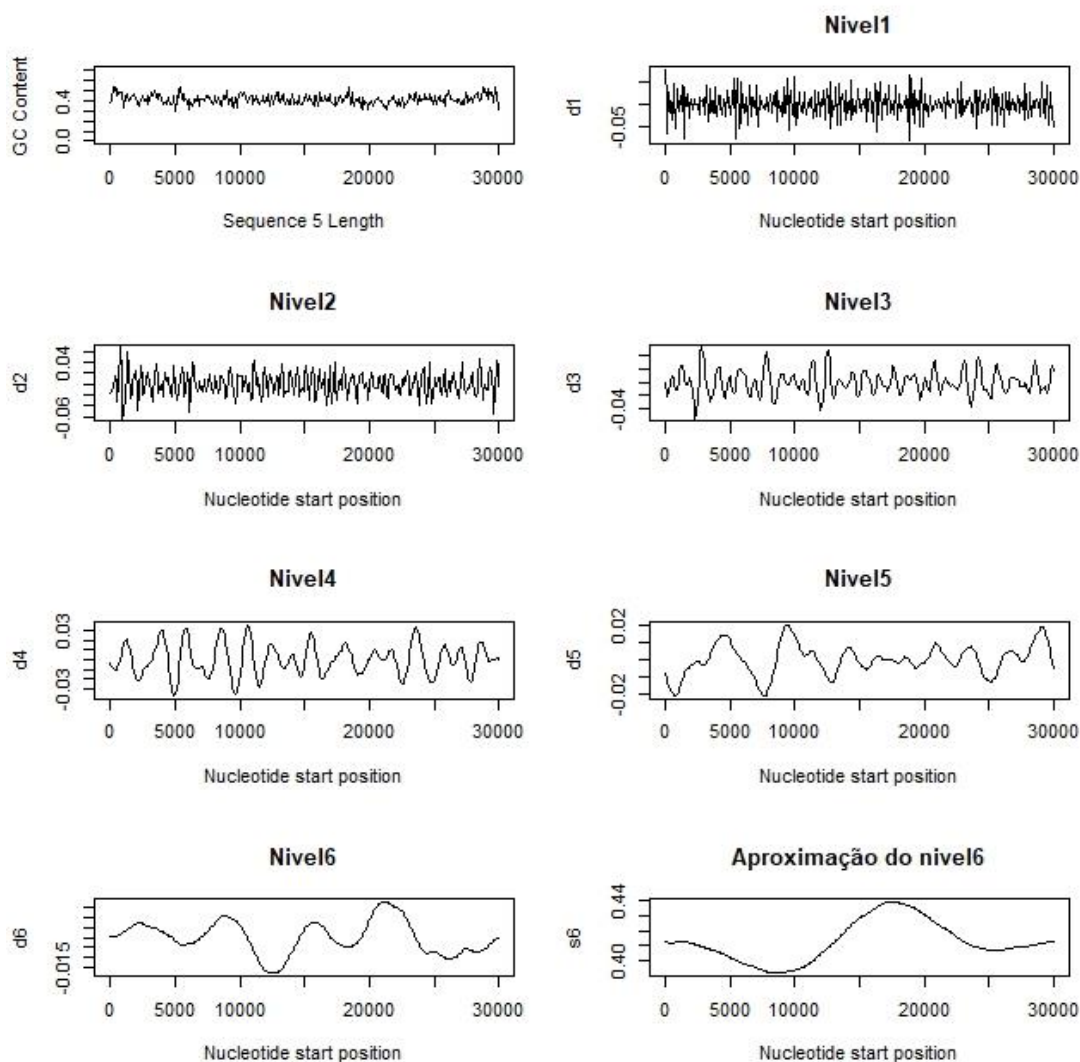 GC Content
0.4
0.0
0 5000 10000 20000 30000
Sequence 5 Length
Nivel1
d1
-0.05
0 5000 10000 20000 30000
Nucleotide start position
Nivel2
d2
0.04
-0.06
0 5000 10000 20000 30000
Nucleotide start position
Nivel3
d3
-0.04
0 5000 10000 20000 30000
Nucleotide start position
Nivel4
d4
0.03
-0.03
0 5000 10000 20000 30000
Nucleotide start position
Nivel5
d5
0.02
-0.02
0 5000 10000 20000 30000
Nucleotide start position
Nivel6
d6
-0.015
0 5000 10000 20000 30000
Nucleotide start position
Aproximação do nivel6
s6
0.44
0.40
0 5000 10000 20000 30000
Nucleotide start position